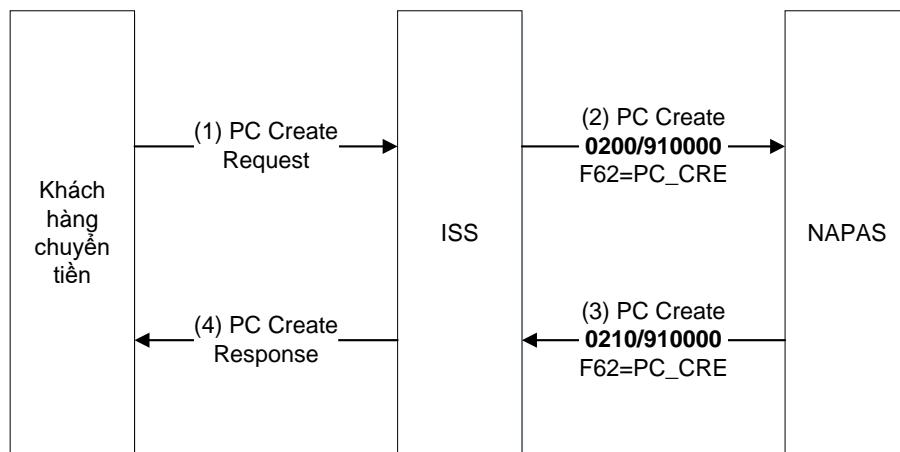 (1) PC Create
Request
(2) PC Create
0200/910000
F62=PC_CRE
Khách
hàng
chuyển
tiền
ISS
NAPAS
(4) PC Create
Response
(3) PC Create
0210/910000
F62=PC_CRE